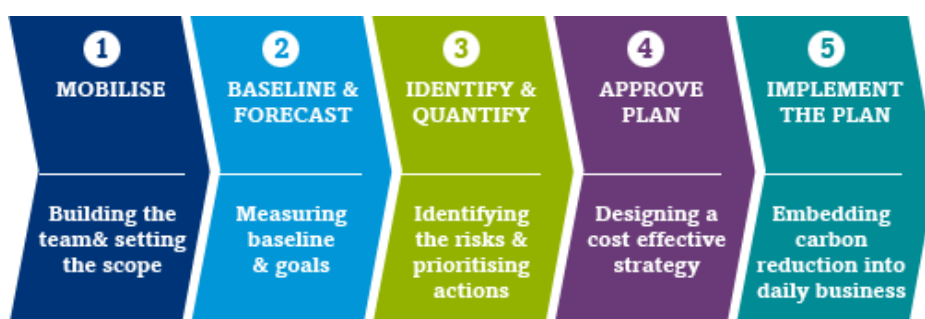 1
MOBILISE
Building the
team& setting
the scope
2
BASELINE &
FORECAST
Measuring
baseline
& goals
3
IDENTIFY &
QUANTIFY
Identifying
the risks &
prioritising
actions
4
APPROVE
PLAN
Designing a
cost effective
strategy
5
IMPLEMENT
THE PLAN
Embedding
carbon
reduction into
daily business